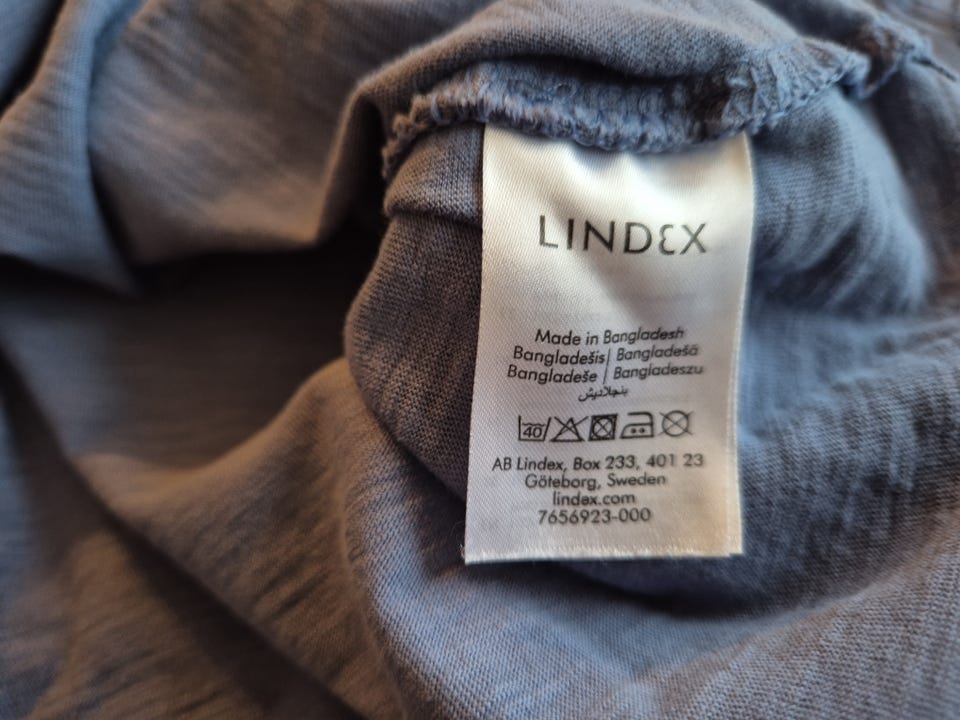 LINDEX
Made in Bangladesh
Bangladešis | Bangladešā
Bangladeše | Bangladeszu
بنجلاديش
40
AB Lindex, Box 233, 401 23
Göteborg, Sweden
lindex.com
7656923-000